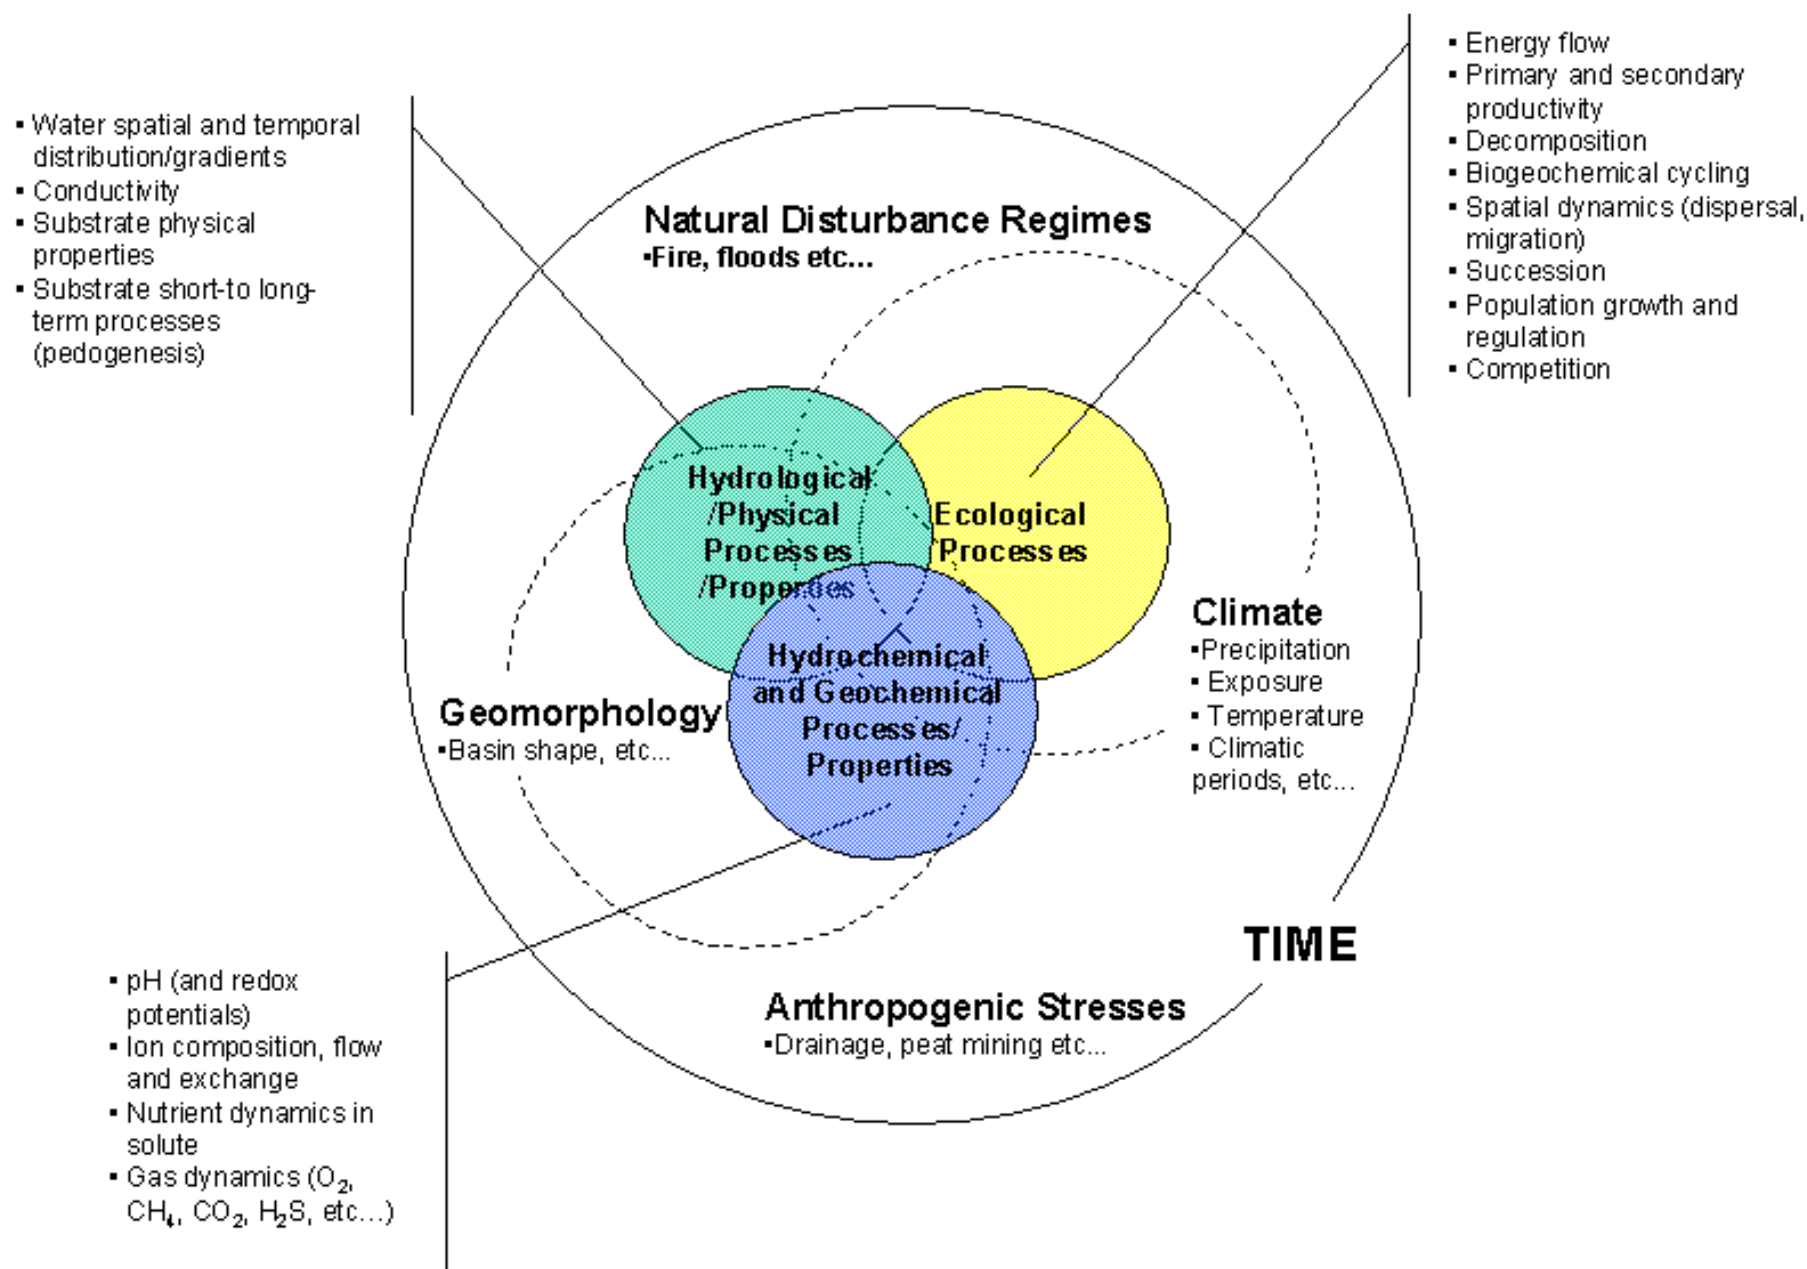 ▪ Energy flow
▪ Primary and secondary
productivity
▪ Decomposition
▪ Biogeochemical cycling
▪ Spatial dynamics (dispersal,
migration)
▪ Succession
▪ Population growth and
regulation
▪ Competition
▪ Water spatial and temporal
distribution/gradients
▪ Conductivity
▪ Substrate physical
properties
▪ Substrate short-to long-
term processes
(pedogenesis)
Natural Disturbance Regimes
▪Fire, floods etc...
Hydrological
/Physical
Processes
/Properties
Ecological
Processes
Hydrochemical
and Geochemical
Processes/
Properties
Climate
▪Precipitation
▪ Exposure
▪ Temperature
▪ Climatic
periods, etc...
Geomorphology
▪Basin shape, etc...
TIME
Anthropogenic Stresses
▪Drainage, peat mining etc...
▪ pH (and redox
potentials)
▪ Ion composition, flow
and exchange
▪ Nutrient dynamics in
solute
▪ Gas dynamics (O₂,
CH₄, CO₂, H₂S, etc...)